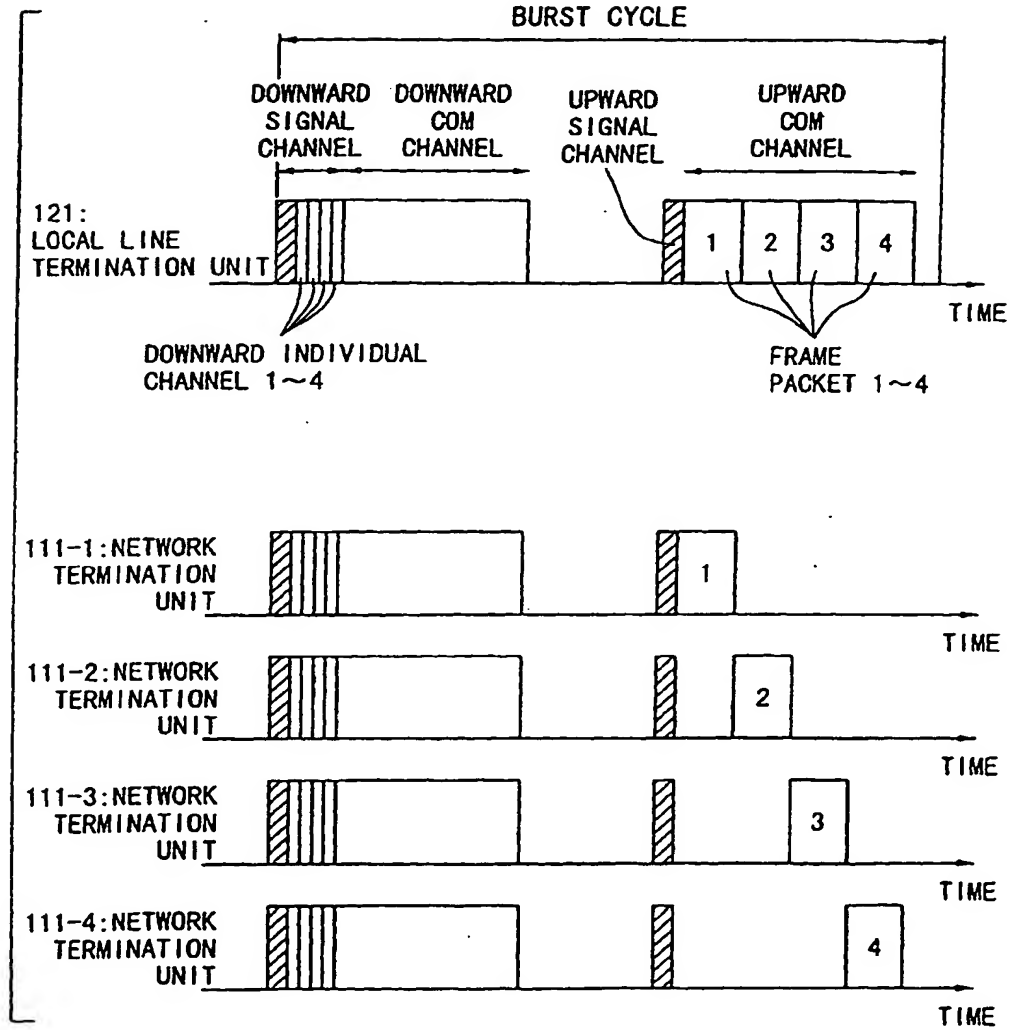 BURST CYCLE
DOWNWARD
SIGNAL
CHANNEL
DOWNWARD
COM
CHANNEL
UPWARD
SIGNAL
CHANNEL
UPWARD
COM
CHANNEL
121:
LOCAL LINE
TERMINATION UNIT
1 2 3 4
TIME
DOWNWARD INDIVIDUAL
CHANNEL 1～4
FRAME
PACKET 1～4
111-1:NETWORK
TERMINATION
UNIT
1
TIME
111-2:NETWORK
TERMINATION
UNIT
2
TIME
111-3:NETWORK
TERMINATION
UNIT
3
TIME
111-4:NETWORK
TERMINATION
UNIT
4
TIME